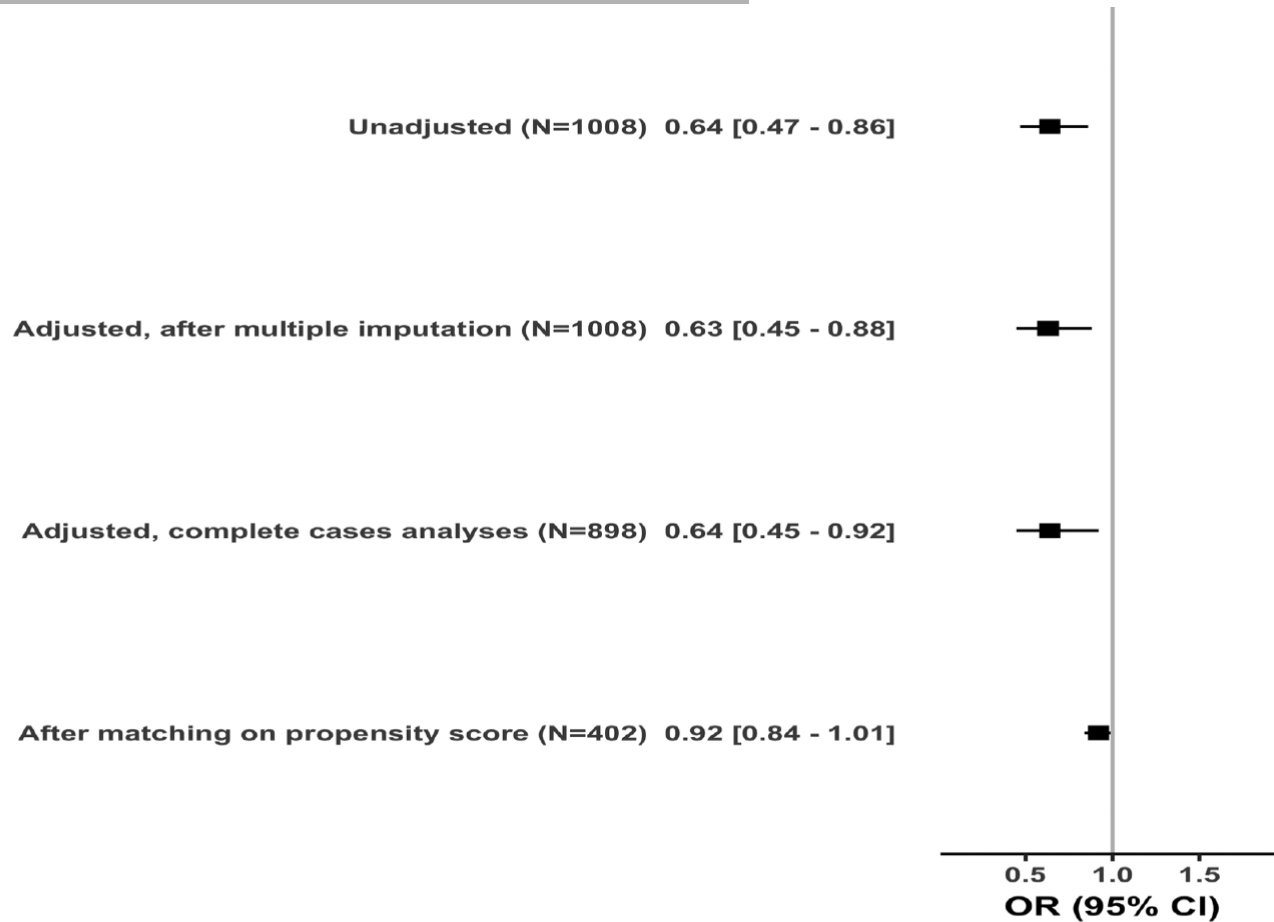 Unadjusted (N=1008) 0.64 [0.47 - 0.86]
Adjusted, after multiple imputation (N=1008) 0.63 [0.45 - 0.88]
Adjusted, complete cases analyses (N=898) 0.64 [0.45 - 0.92]
After matching on propensity score (N=402) 0.92 [0.84 - 1.01]
0.5 1.0 1.5
OR (95% CI)